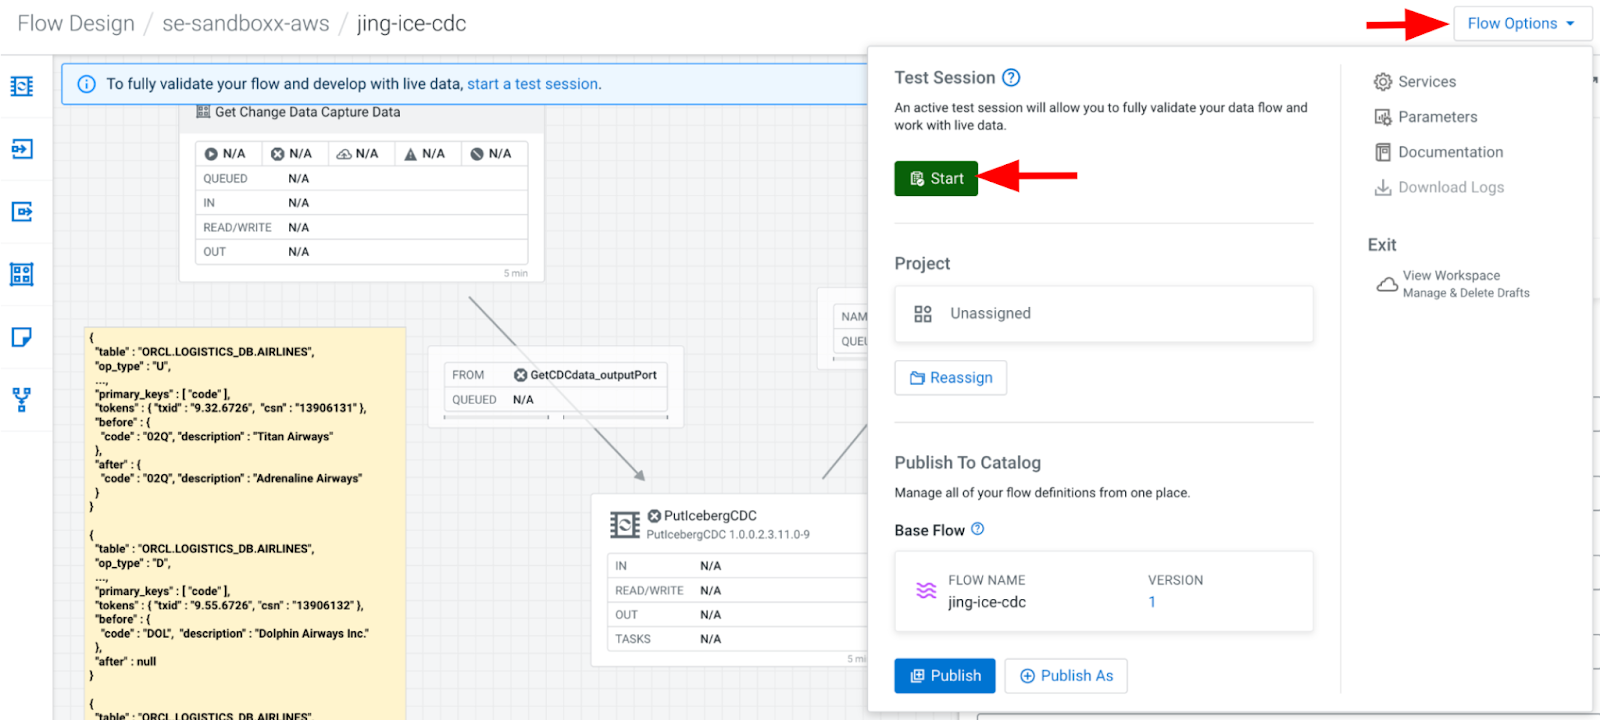 Flow Design / se-sandboxx-aws / jing-ice-cdc
Flow Options
To fully validate your flow and develop with live data, start a test session.
Get Change Data Capture Data
N/A N/A N/A N/A N/A
QUEUED N/A
IN N/A
READ/WRITE N/A
OUT N/A
5 min
{
"table" : "ORCL.LOGISTICS_DB.AIRLINES",
"op_type" : "U",
...,
"primary_keys" : [ "code" ],
"tokens" : { "txid" : "9.32.6726", "csn" : "13906131" },
"before" : {
"code" : "02Q", "description" : "Titan Airways"
},
"after" : {
"code" : "02Q", "description" : "Adrenaline Airways"
}
}
{
"table" : "ORCL.LOGISTICS_DB.AIRLINES",
"op_type" : "D",
...,
"primary_keys" : [ "code" ],
"tokens" : { "txid" : "9.55.6726", "csn" : "13906132" },
"before" : {
"code" : "DOL", "description" : "Dolphin Airways Inc."
},
"after" : null
}
{
"table" : "ORCL.LOGISTICS_DB.AIRLINES",
FROM GetCDCdata_outputPort
QUEUED N/A
NAM
QUEU
PutIcebergCDC
PutIcebergCDC 1.0.0.2.3.11.0-9
IN N/A
READ/WRITE N/A
OUT N/A
TASKS N/A
5 mi
Test Session
An active test session will allow you to fully validate your data flow and
work with live data.
Start
Project
Unassigned
Reassign
Publish To Catalog
Manage all of your flow definitions from one place.
Base Flow
FLOW NAME VERSION
jing-ice-cdc 1
Publish Publish As
Services
Parameters
Documentation
Download Logs
Exit
View Workspace
Manage & Delete Drafts